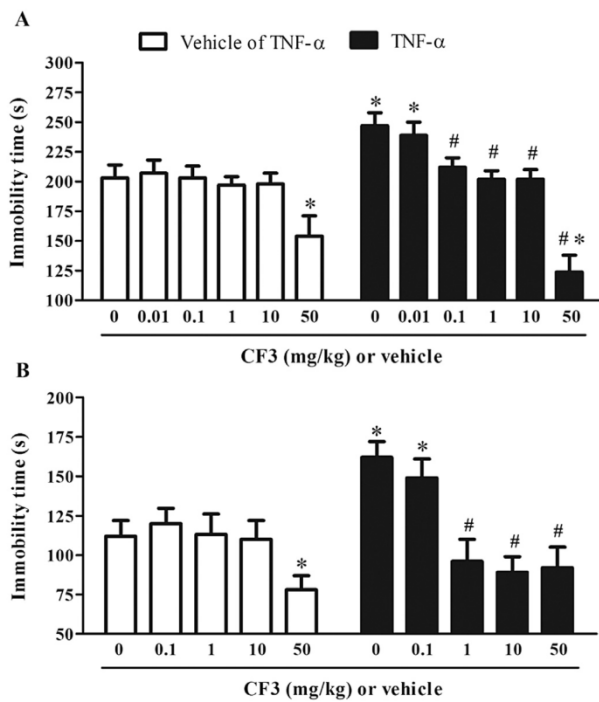 A
Vehicle of TNF-α TNF-α
Immobility time (s)
300
275
250
225
200
175
150
125
100
* * * # # # # *
0 0.01 0.1 1 10 50 0 0.01 0.1 1 10 50
CF3 (mg/kg) or vehicle
B
Immobility time (s)
200
175
150
125
100
75
50
* * * # # #
0 0.1 1 10 50 0 0.1 1 10 50
CF3 (mg/kg) or vehicle